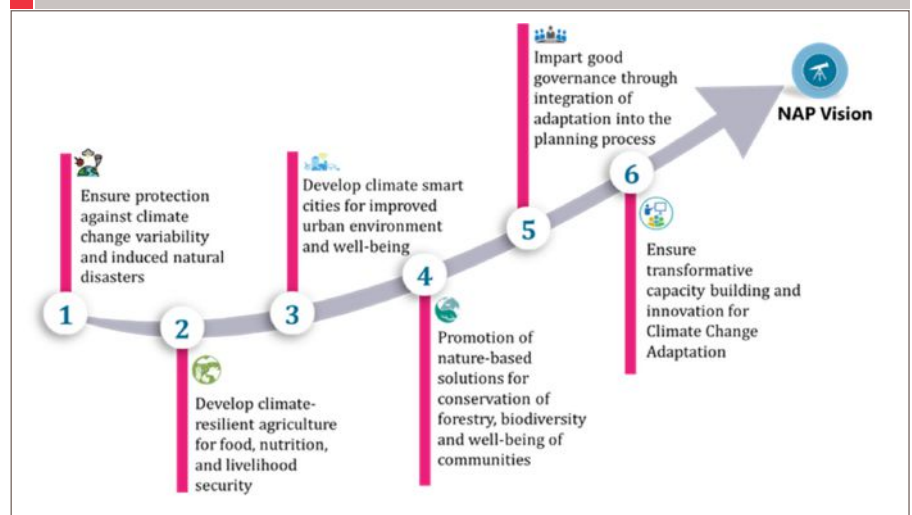 1
Ensure protection
against climate
change variability
and induced natural
disasters
2
Develop climate-
resilient agriculture
for food, nutrition,
and livelihood
security
3
Develop climate smart
cities for improved
urban environment
and well-being
4
Promotion of
nature-based
solutions for
conservation of
forestry, biodiversity
and well-being of
communities
5
Impart good
governance through
integration of
adaptation into the
planning process
6
Ensure
transformative
capacity building and
innovation for
Climate Change
Adaptation
NAP Vision